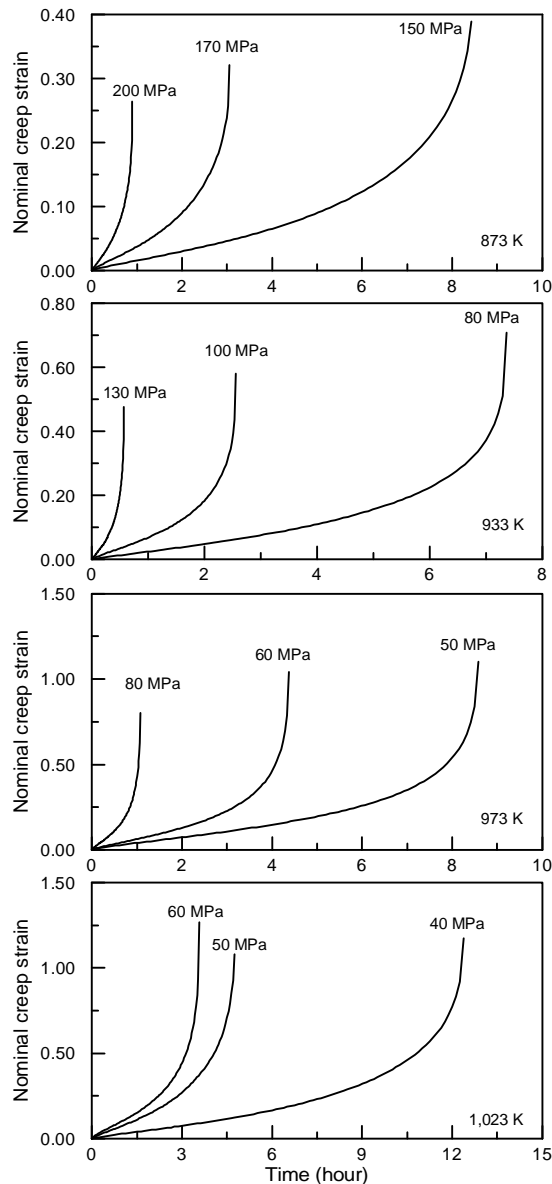 0.40
150 MPa
170 MPa
0.30
200 MPa
0.20
0.10
873 K
0.00
0 2 4 6 8 10
Nominal creep strain
0.80
80 MPa
100 MPa
0.60
130 MPa
0.40
0.20
933 K
0.00
0 2 4 6 8
Nominal creep strain
1.50
60 MPa
50 MPa
80 MPa
1.00
0.50
973 K
0.00
0 2 4 6 8 10
Nominal creep strain
1.50
60 MPa
40 MPa
50 MPa
1.00
0.50
1,023 K
0.00
0 3 6 9 12 15
Nominal creep strain
Time (hour)